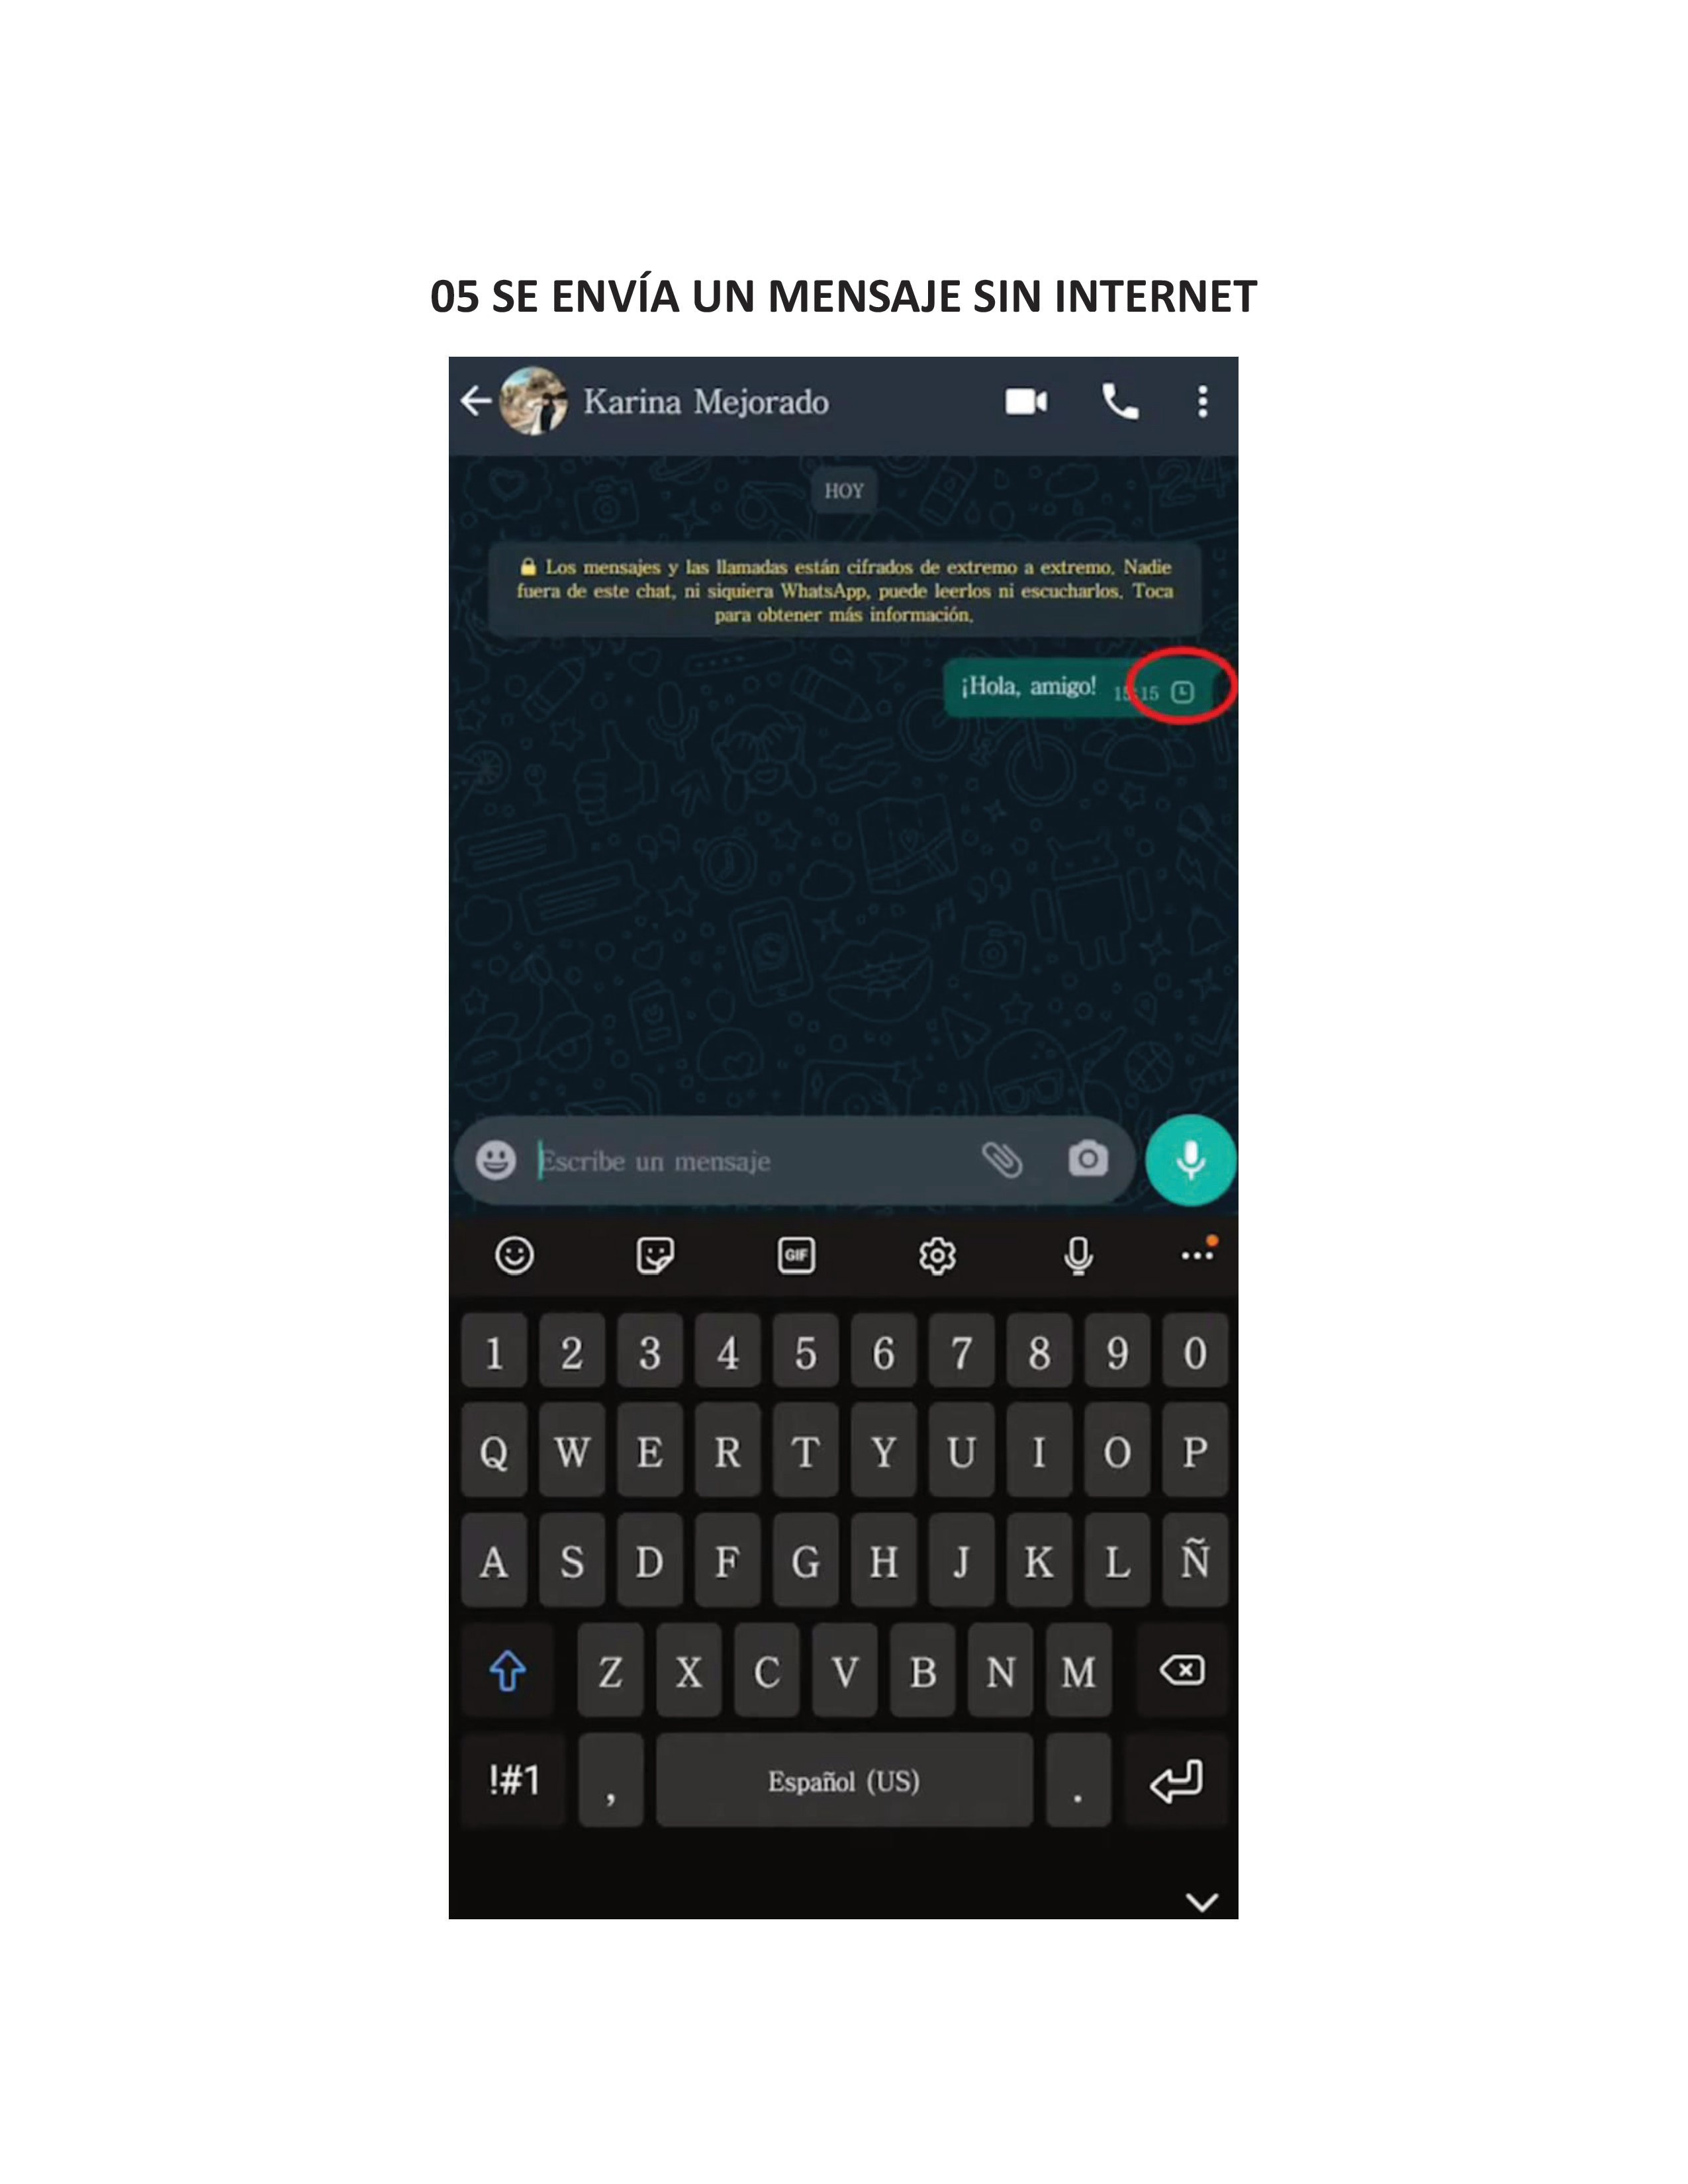 05 SE ENVÍA UN MENSAJE SIN INTERNET
Karina Mejorado
HOY
Los mensajes y las llamadas están cifrados de extremo a extremo. Nadie
fuera de este chat, ni siquiera WhatsApp, puede leerlos ni escucharlos. Toca
para obtener más información.
¡Hola, amigo! 15:15
Escribe un mensaje
GIF
1 2 3 4 5 6 7 8 9 0
Q W E R T Y U I O P
A S D F G H J K L Ñ
Z X C V B N M
!#1 , Español (US) .